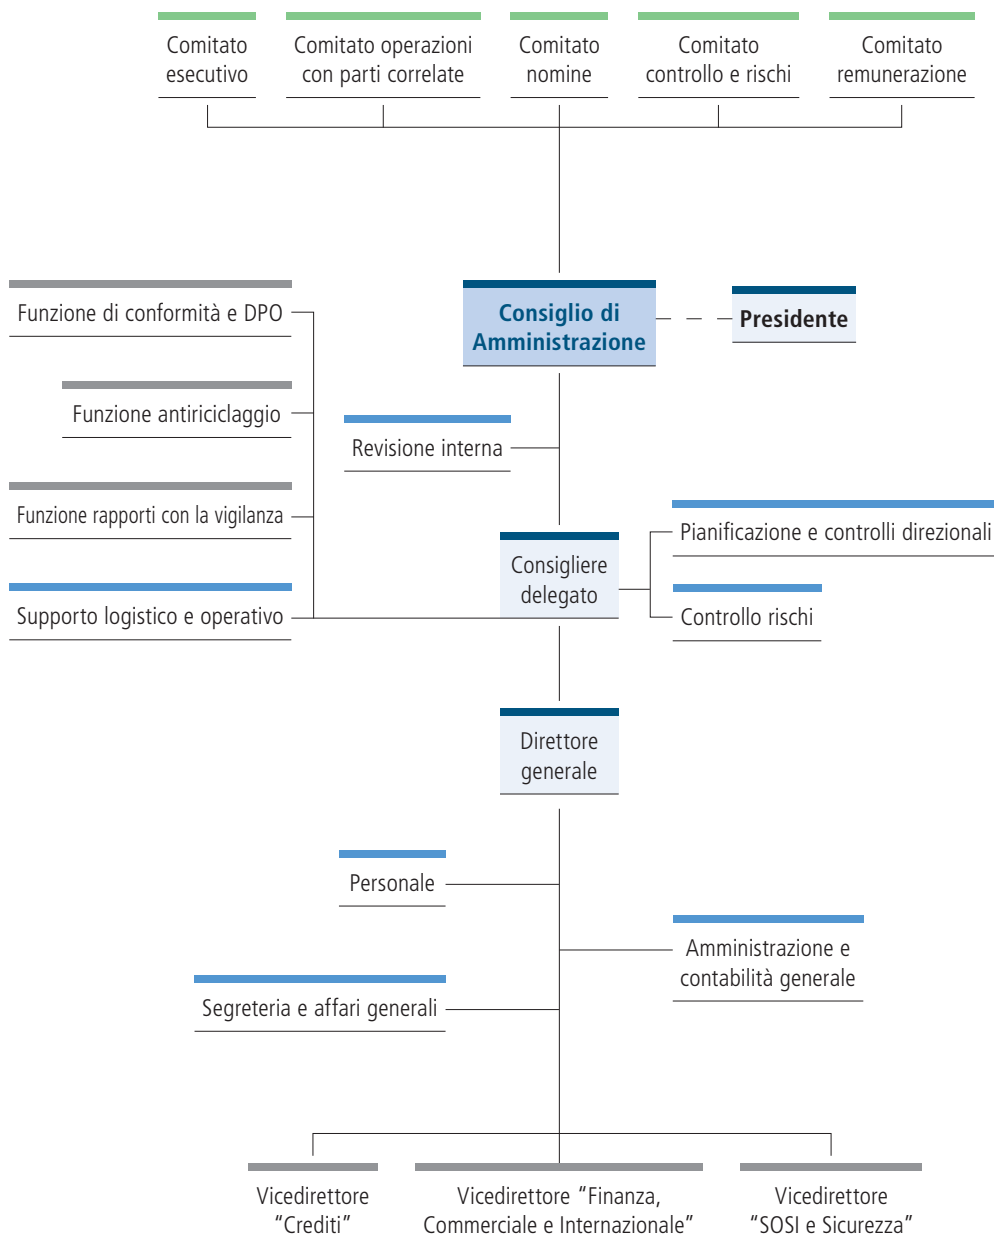 Comitato
esecutivo
Comitato operazioni
con parti correlate
Comitato
nomine
Comitato
controllo e rischi
Comitato
remunerazione
Funzione di conformità e DPO
Consiglio di
Amministrazione
Presidente
Funzione antiriciclaggio
Revisione interna
Funzione rapporti con la vigilanza
Pianificazione e controlli direzionali
Consigliere
delegato
Supporto logistico e operativo
Controllo rischi
Direttore
generale
Personale
Amministrazione e
contabilità generale
Segreteria e affari generali
Vicedirettore
“Crediti”
Vicedirettore “Finanza,
Commerciale e Internazionale”
Vicedirettore
“SOSI e Sicurezza”